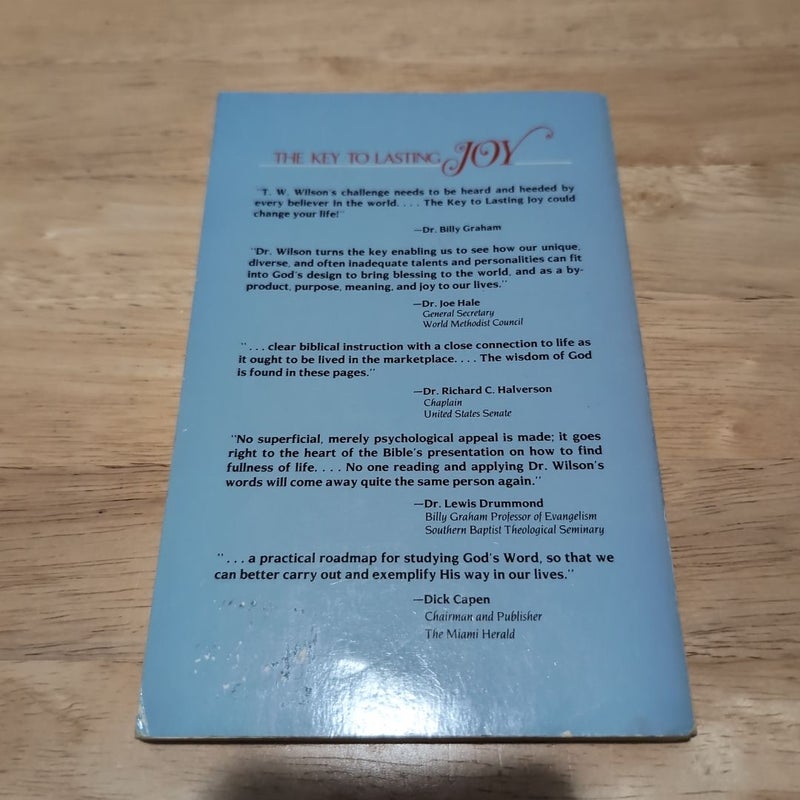 THE KEY TO LASTING JOY
"T. W. Wilson's challenge needs to be heard and heeded by
every believer in the world. . . . The Key to Lasting Joy could
change your life!"
—Dr. Billy Graham
"Dr. Wilson turns the key enabling us to see how our unique,
diverse, and often inadequate talents and personalities can fit
into God's design to bring blessing to the world, and as a by-
product, purpose, meaning, and joy to our lives."
—Dr. Joe Hale
General Secretary
World Methodist Council
". . . clear biblical instruction with a close connection to life as
it ought to be lived in the marketplace. . . . The wisdom of God
is found in these pages."
—Dr. Richard C. Halverson
Chaplain
United States Senate
"No superficial, merely psychological appeal is made; it goes
right to the heart of the Bible's presentation on how to find
fullness of life. . . . No one reading and applying Dr. Wilson's
words will come away quite the same person again."
—Dr. Lewis Drummond
Billy Graham Professor of Evangelism
Southern Baptist Theological Seminary
". . . a practical roadmap for studying God's Word, so that we
can better carry out and exemplify His way in our lives."
—Dick Capen
Chairman and Publisher
The Miami Herald